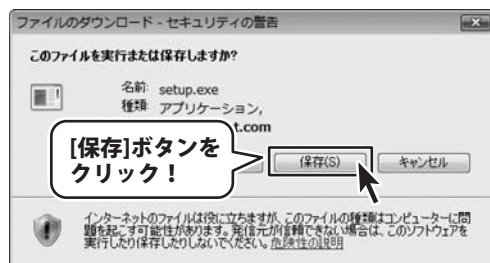 ファイルのダウンロード - セキュリティの警告
このファイルを実行または保存しますか?
名前: setup.exe
種類: アプリケーション,
t.com
[保存]ボタンを
クリック！
保存(S)
キャンセル
インターネットのファイルは役に立ちますが、このファイルの種類はコンピューターに問
題を起こす可能性があります。発信元が信頼できない場合は、このソフトウェアを
実行したり保存したりしないでください。危険性の説明